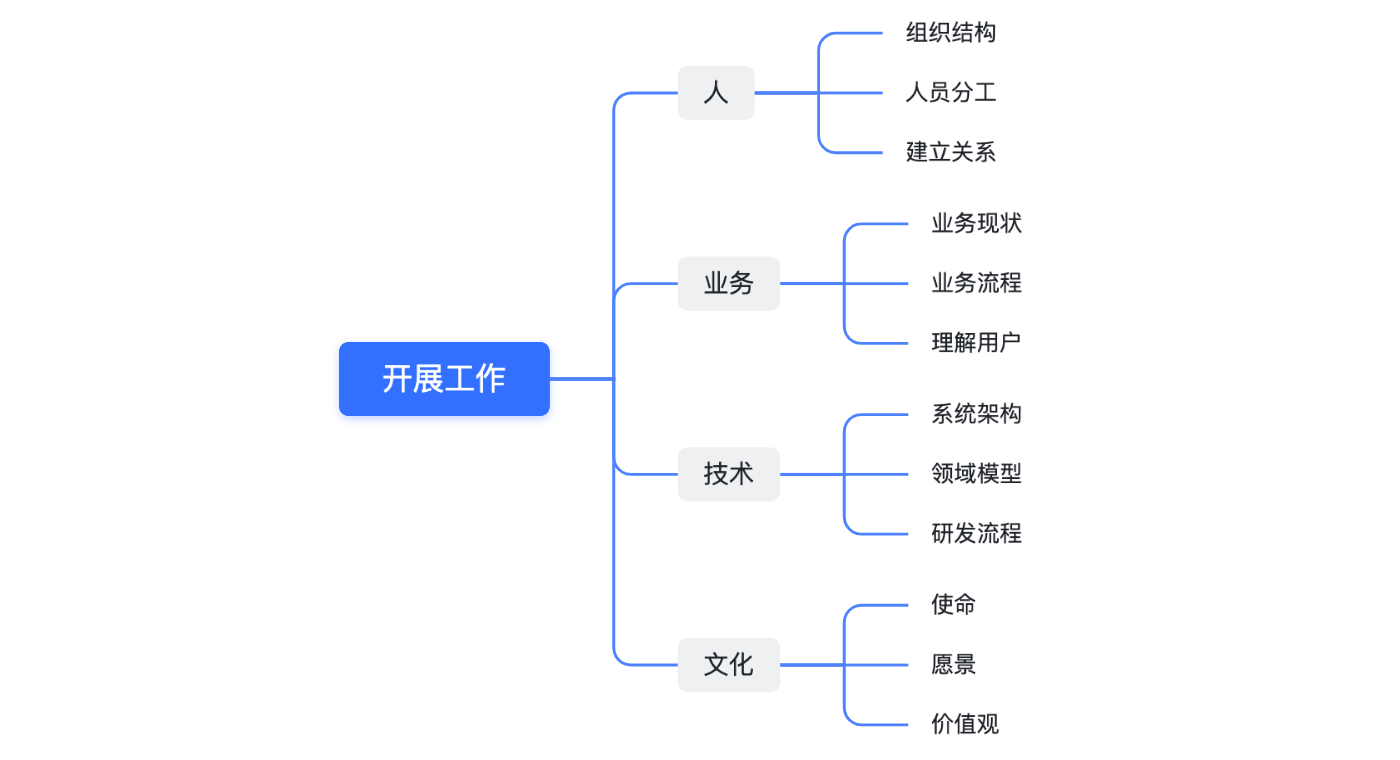 开展工作
人
组织结构
人员分工
建立关系
业务
业务现状
业务流程
理解用户
技术
系统架构
领域模型
研发流程
文化
使命
愿景
价值观